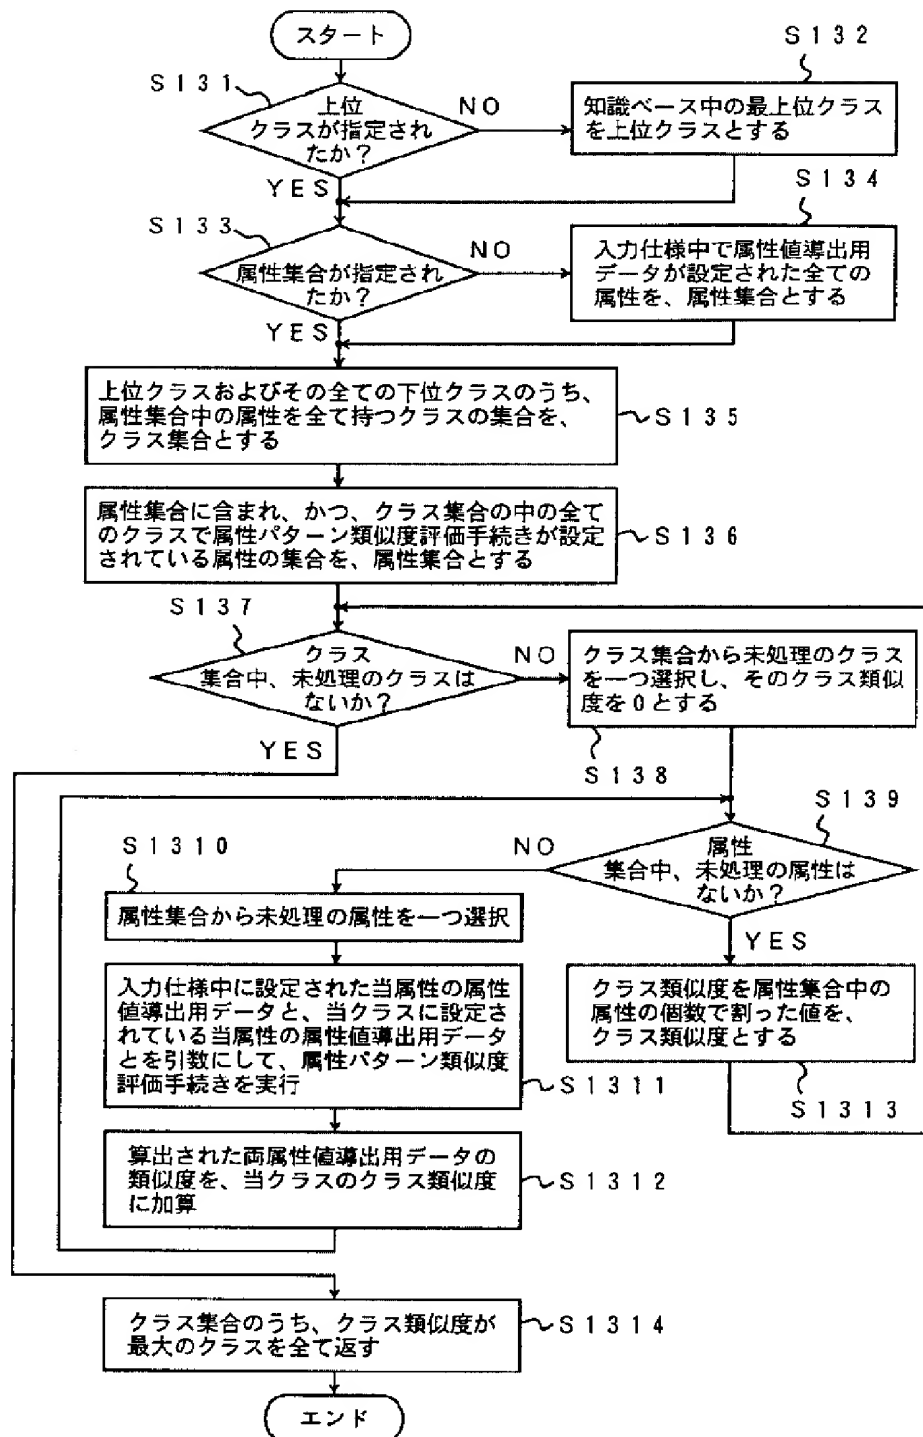 スタート
S132
S131
上位
クラスが指定され
たか?
NO
知識ベース中の最上位クラス
を上位クラスとする
YES
S134
S133
属性集合が指定され
たか?
NO
入力仕様中で属性値導出用
データが設定された全ての
属性を、属性集合とする
YES
上位クラスおよびその全ての下位クラスのうち、
属性集合中の属性を全て持つクラスの集合を、
クラス集合とする
S135
属性集合に含まれ、かつ、クラス集合の中の全て
のクラスで属性パターン類似度評価手続きが設定
されている属性の集合を、属性集合とする
S136
S137
クラス
集合中、未処理のクラスは
ないか?
NO
クラス集合から未処理のクラス
を一つ選択し、そのクラス類似
度を0とする
YES
S138
S139
属性
集合中、未処理の属性は
ないか?
NO
S1310
属性集合から未処理の属性を一つ選択
YES
入力仕様中に設定された当属性の属性
値導出用データと、当クラスに設定さ
れている当属性の属性値導出用データ
とを引数にして、属性パターン類似度
評価手続きを実行
S1311
クラス類似度を属性集合中の
属性の個数で割った値を、
クラス類似度とする
S1313
算出された両属性値導出用データの
類似度を、当クラスのクラス類似度
に加算
S1312
クラス集合のうち、クラス類似度が
最大のクラスを全て返す
S1314
エンド